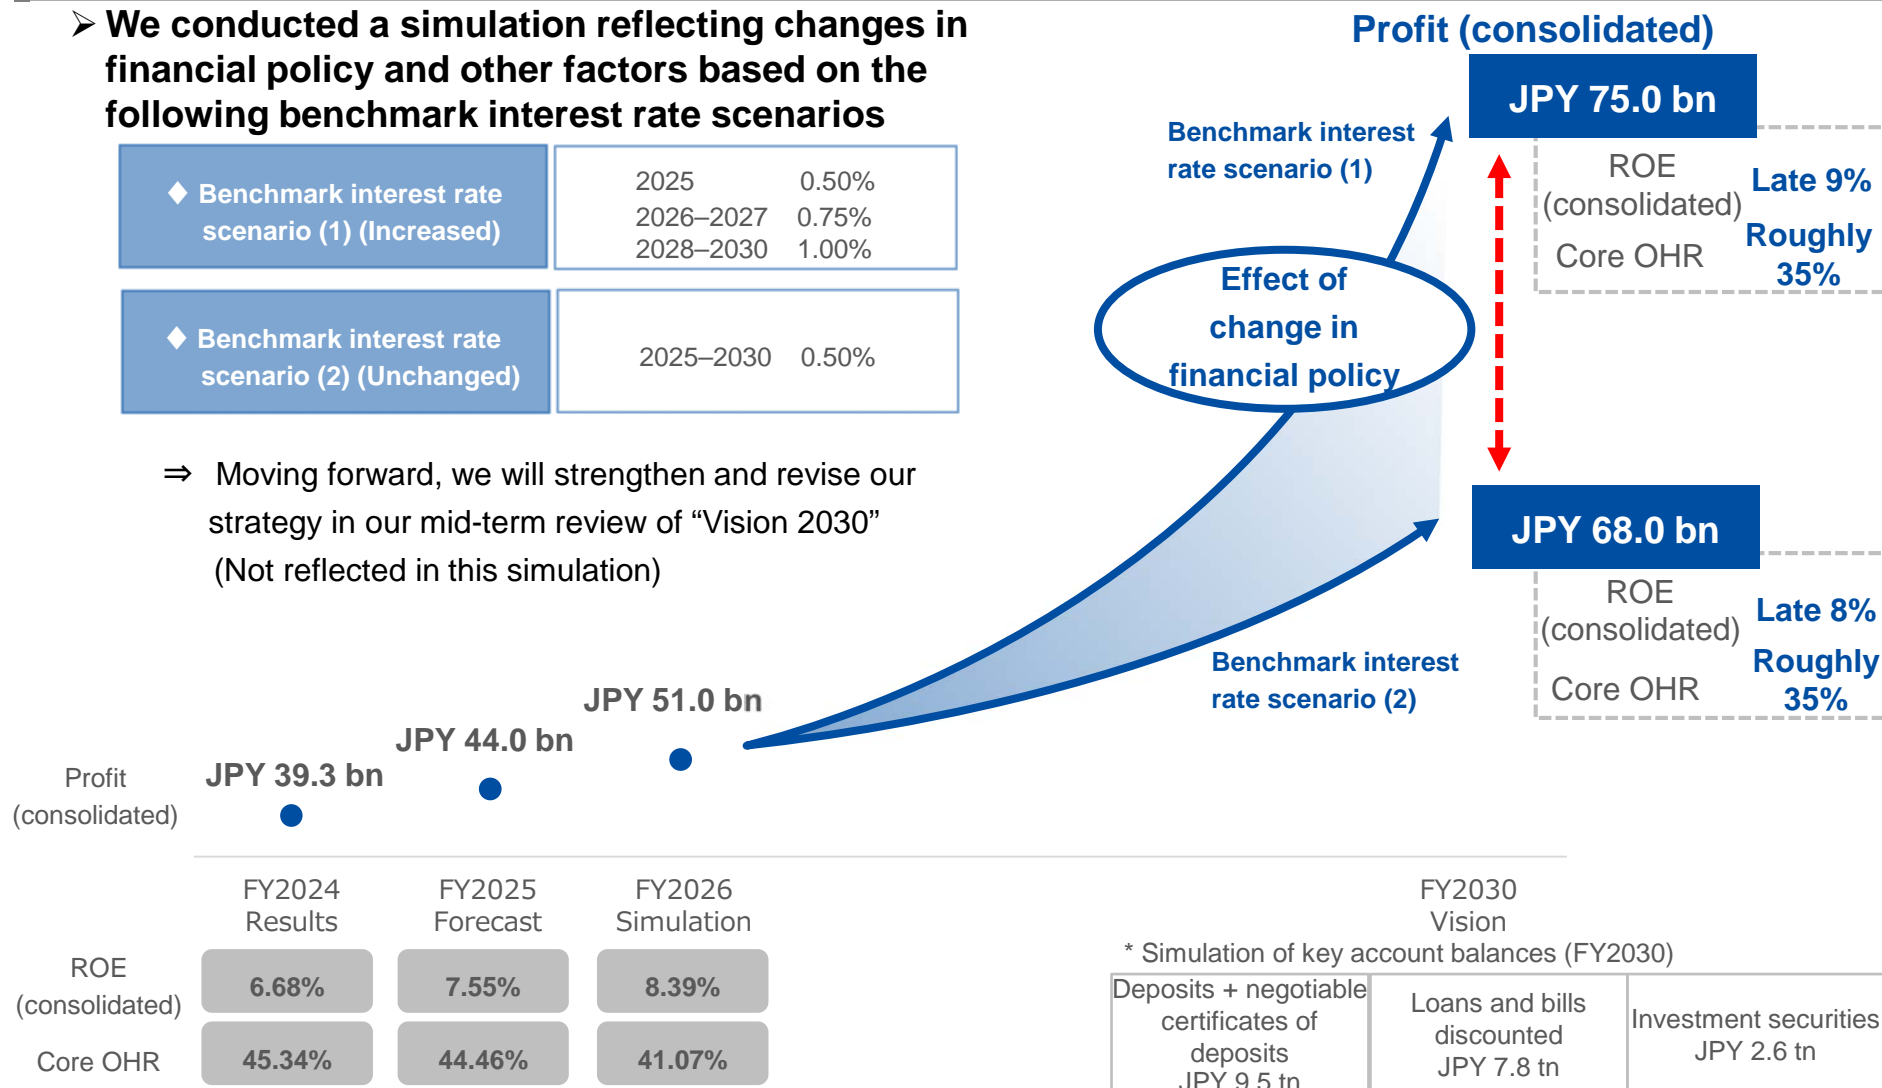 ➢ We conducted a simulation reflecting changes in
financial policy and other factors based on the
following benchmark interest rate scenarios
♦ Benchmark interest rate
scenario (1) (Increased)
2025 0.50%
2026–2027 0.75%
2028–2030 1.00%
♦ Benchmark interest rate
scenario (2) (Unchanged)
2025–2030 0.50%
⇒ Moving forward, we will strengthen and revise our
strategy in our mid-term review of “Vision 2030”
(Not reflected in this simulation)
Profit (consolidated)
JPY 75.0 bn
Benchmark interest
rate scenario (1)
ROE
(consolidated)
Late 9%
Core OHR
Roughly
35%
Effect of
change in
financial policy
JPY 68.0 bn
ROE
(consolidated)
Late 8%
Core OHR
Roughly
35%
Benchmark interest
rate scenario (2)
Profit
(consolidated)
JPY 39.3 bn
JPY 44.0 bn
JPY 51.0 bn
FY2024
Results
FY2025
Forecast
FY2026
Simulation
FY2030
Vision
ROE
(consolidated)
6.68%
7.55%
8.39%
Core OHR
45.34%
44.46%
41.07%
* Simulation of key account balances (FY2030)
Deposits + negotiable
certificates of
deposits
JPY 9.5 tn
Loans and bills
discounted
JPY 7.8 tn
Investment securities
JPY 2.6 tn